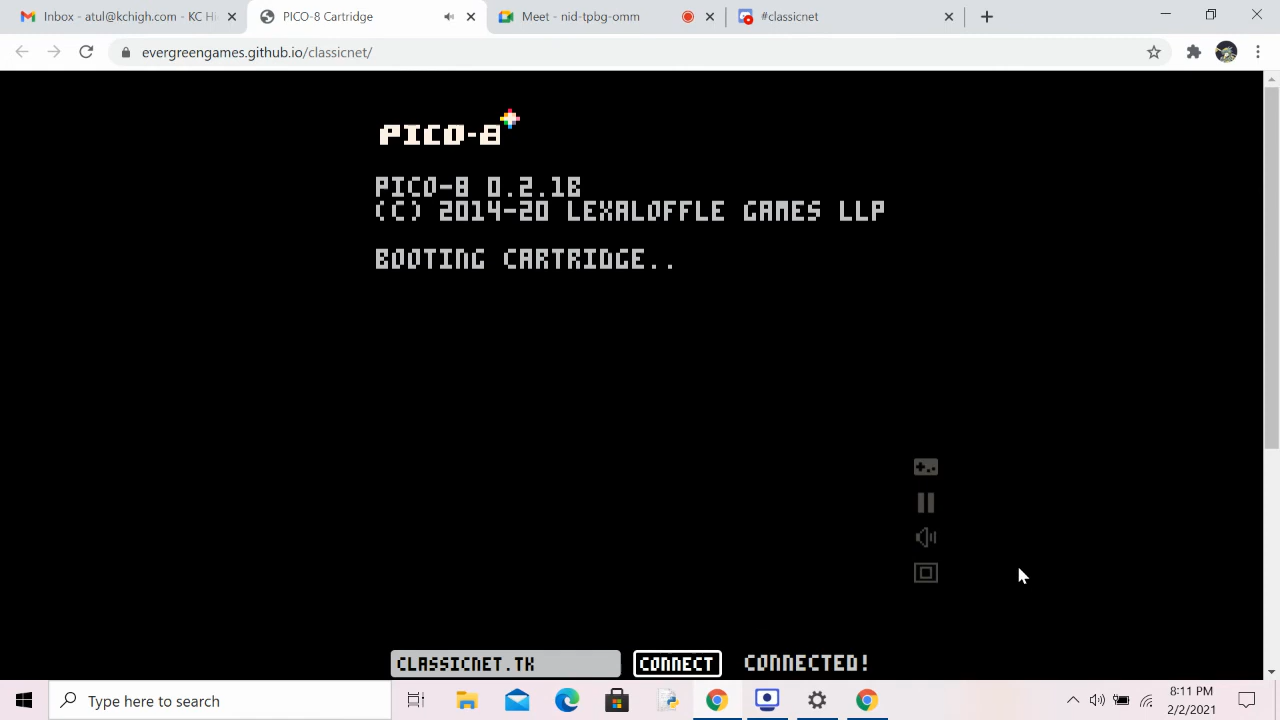 Inbox - atul@kchigh.com - KC Hi
PICO-8 Cartridge
Meet - nid-tpbg-omm
#classicnet
evergreengames.github.io/classicnet/
PICO-8
PICO-8 0.2.1B
(C) 2014-20 LEXALOFFLE GAMES LLP
BOOTING CARTRIDGE..
CLASSICNET.TK
CONNECT
CONNECTED!
Type here to search
8:11 PM
2/2/2021